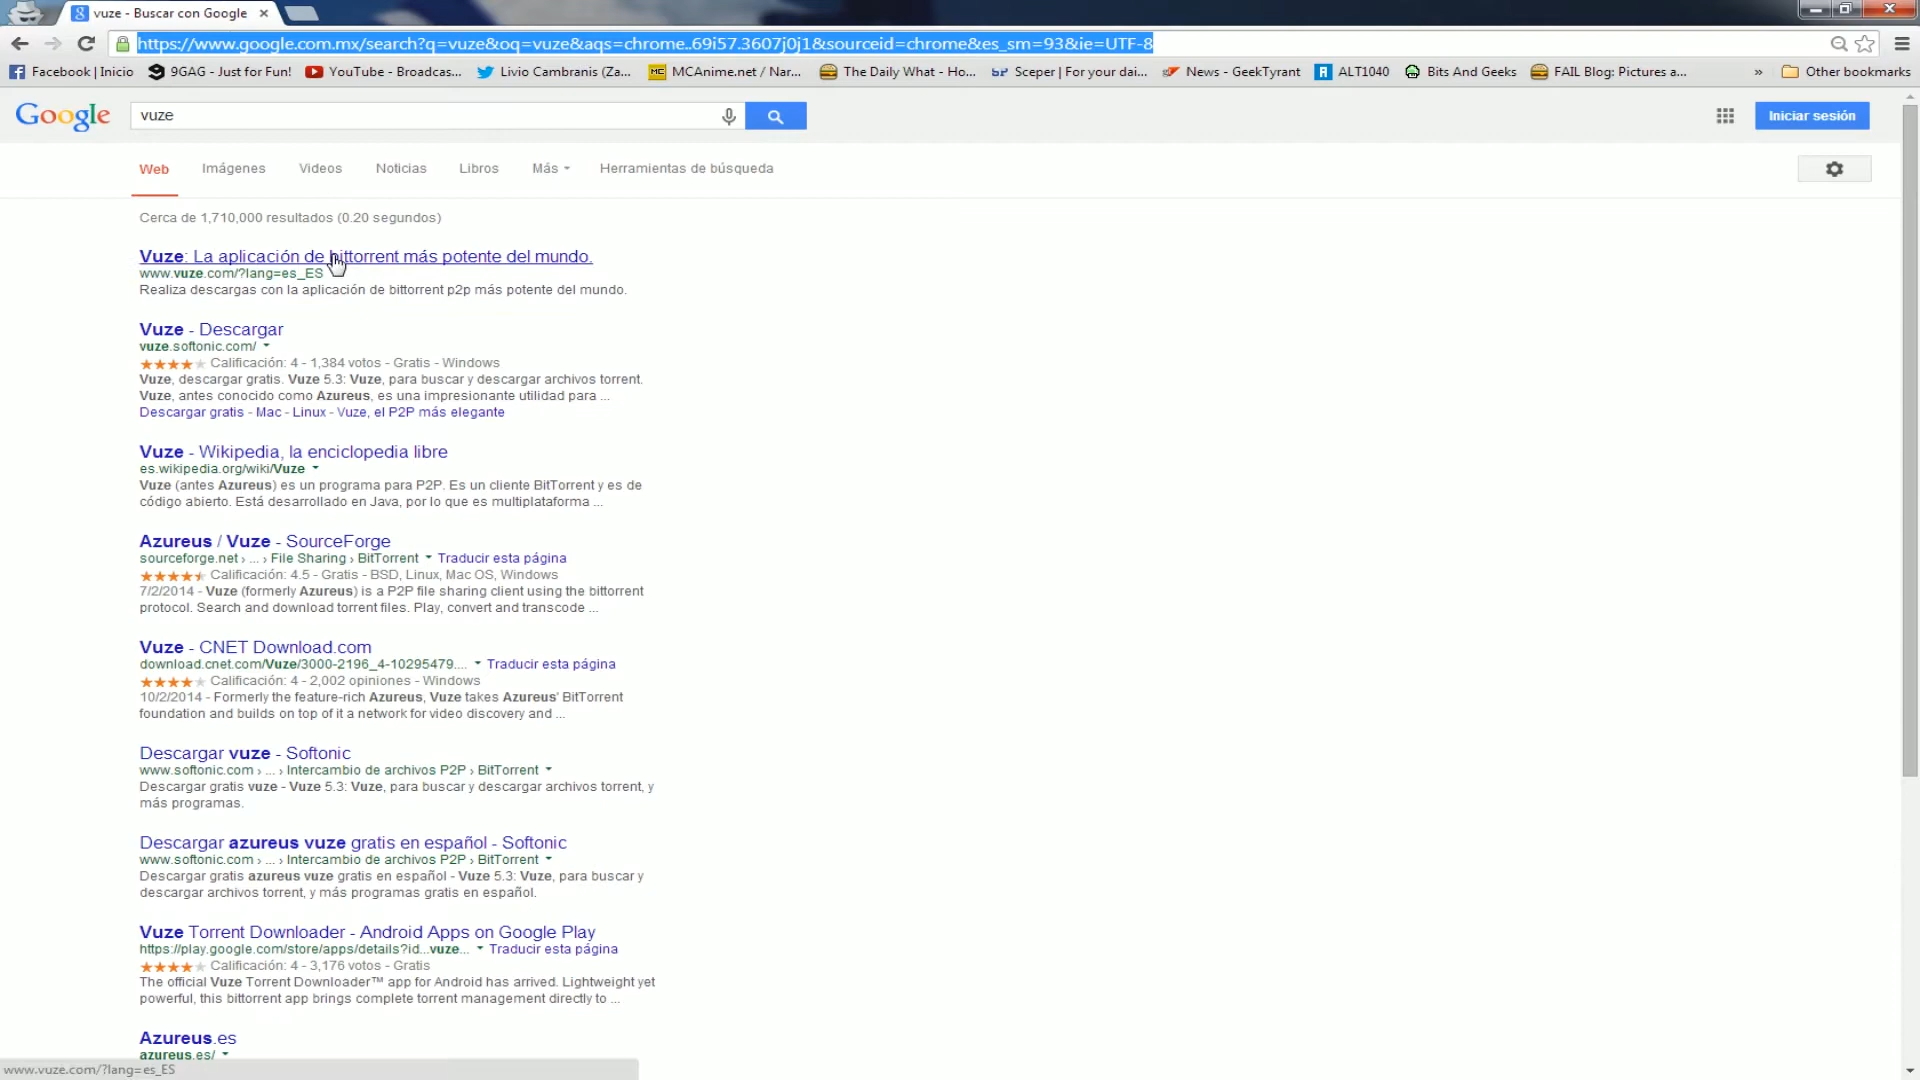 vuze - Buscar con Google
https://www.google.com.mx/search?q=vuze&oq=vuze&aqs=chrome..69i57.3607j0j1&sourceid=chrome&es_sm=93&ie=UTF-8
Facebook | Inicio 9GAG - Just for Fun! YouTube - Broadcas... Livio Cambranis (Za... MCAnime.net / Nar... The Daily What - Ho... Sceper | For your dai... News - GeekTyrant ALT1040 Bits And Geeks FAIL Blog: Pictures a... » Other bookmarks
Google vuze Iniciar sesión
Web Imágenes Videos Noticias Libros Más Herramientas de búsqueda
Cerca de 1,710,000 resultados (0.20 segundos)
Vuze: La aplicación de bittorrent más potente del mundo.
www.vuze.com/?lang=es_ES
Realiza descargas con la aplicación de bittorrent p2p más potente del mundo.
Vuze - Descargar
vuze.softonic.com/
Calificación: 4 - 1,384 votos - Gratis - Windows
Vuze, descargar gratis. Vuze 5.3: Vuze, para buscar y descargar archivos torrent.
Vuze, antes conocido como Azureus, es una impresionante utilidad para ...
Descargar gratis - Mac - Linux - Vuze, el P2P más elegante
Vuze - Wikipedia, la enciclopedia libre
es.wikipedia.org/wiki/Vuze
Vuze (antes Azureus) es un programa para P2P. Es un cliente BitTorrent y es de
código abierto. Está desarrollado en Java, por lo que es multiplataforma ...
Azureus / Vuze - SourceForge
sourceforge.net › ... › File Sharing › BitTorrent Traducir esta página
Calificación: 4.5 - Gratis - BSD, Linux, Mac OS, Windows
7/2/2014 - Vuze (formerly Azureus) is a P2P file sharing client using the bittorrent
protocol. Search and download torrent files. Play, convert and transcode ...
Vuze - CNET Download.com
download.cnet.com/Vuze/3000-2196_4-10295479.... Traducir esta página
Calificación: 4 - 2,002 opiniones - Windows
10/2/2014 - Formerly the feature-rich Azureus, Vuze takes Azureus' BitTorrent
foundation and builds on top of it a network for video discovery and ...
Descargar vuze - Softonic
www.softonic.com › ... › Intercambio de archivos P2P › BitTorrent
Descargar gratis vuze - Vuze 5.3: Vuze, para buscar y descargar archivos torrent, y
más programas.
Descargar azureus vuze gratis en español - Softonic
www.softonic.com › ... › Intercambio de archivos P2P › BitTorrent
Descargar gratis azureus vuze gratis en español - Vuze 5.3: Vuze, para buscar y
descargar archivos torrent, y más programas gratis en español.
Vuze Torrent Downloader - Android Apps on Google Play
https://play.google.com/store/apps/details?id...vuze... Traducir esta página
Calificación: 4 - 3,176 votos - Gratis
The official Vuze Torrent Downloader™ app for Android has arrived. Lightweight yet
powerful, this bittorrent app brings complete torrent management directly to ...
Azureus.es
azureus.es/
www.vuze.com/?lang=es_ES